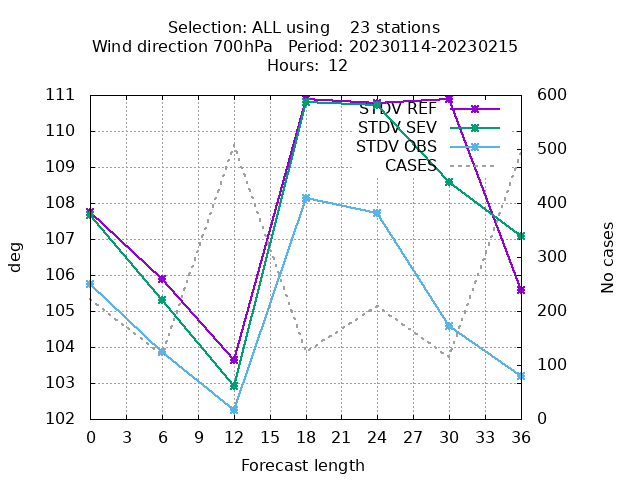 Selection: ALL using    23 stations
Wind direction 700hPa   Period: 20230114-20230215
Hours: 12
111
110
109
108
107
106
105
104
103
102
600
500
400
300
200
100
0
STDV REF
STDV SEV
STDV OBS
CASES
deg
No cases
0 3 6 9 12 15 18 21 24 27 30 33 36
Forecast length